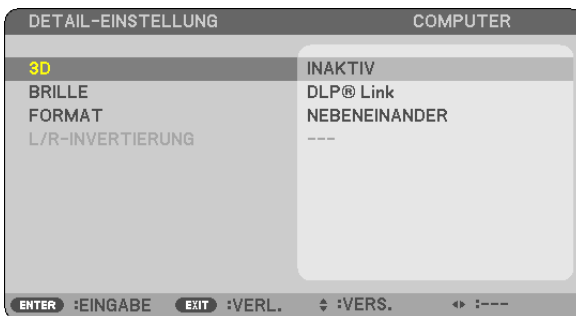 DETAIL-EINSTELLUNG COMPUTER
3D INAKTIV
BRILLE DLP® Link
FORMAT NEBENEINANDER
L/R-INVERTIERUNG ---
ENTER :EINGABE EXIT :VERL. :VERS. :---